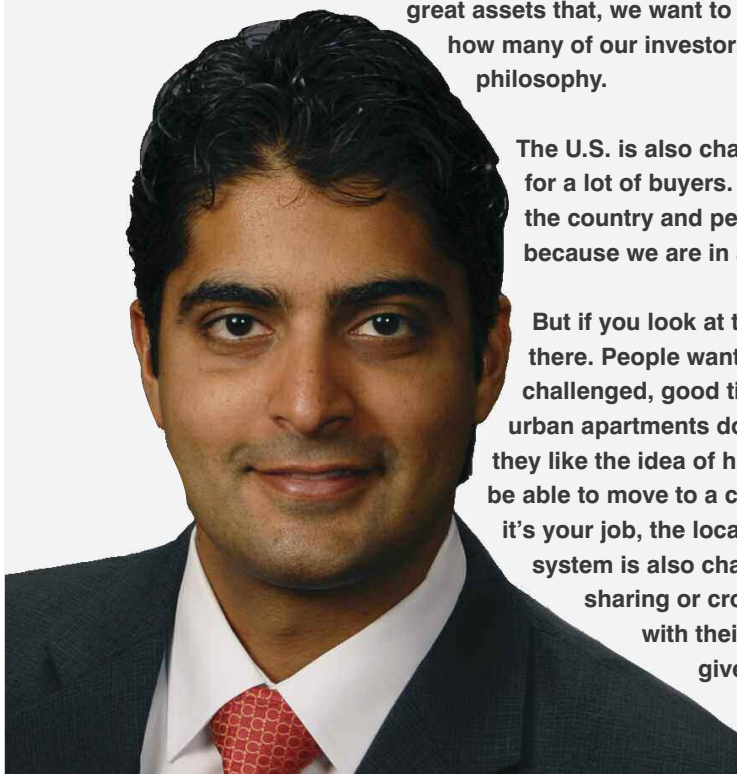 great assets that, we want to
how many of our investor
philosophy.
The U.S. is also cha
for a lot of buyers.
the country and pe
because we are in
But if you look at t
there. People want
challenged, good ti
urban apartments do
they like the idea of h
be able to move to a c
it’s your job, the loca
system is also cha
sharing or cro
with thei
give